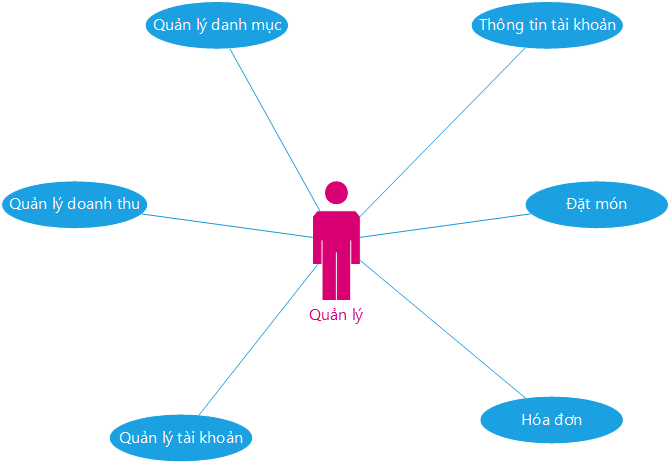 Quản lý danh mục
Thông tin tài khoản
Quản lý doanh thu
Đặt món
Quản lý
Quản lý tài khoản
Hóa đơn